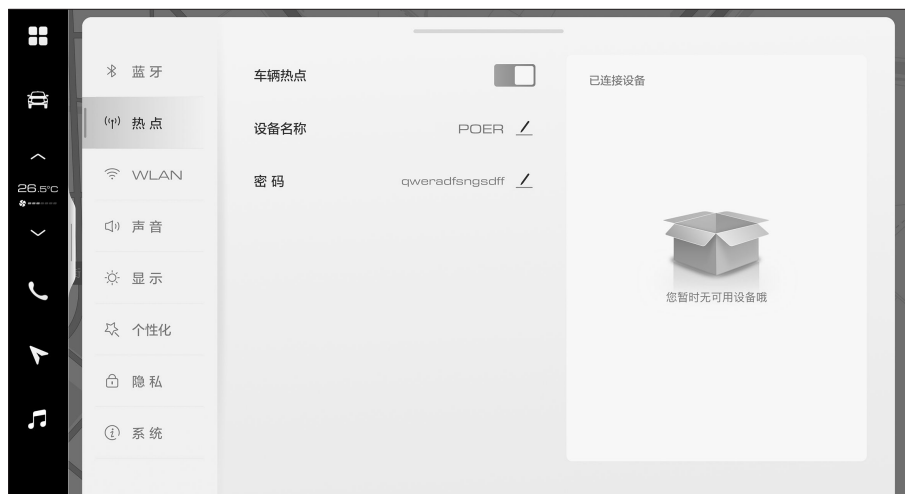 26.5°C
蓝牙
热点
WLAN
声音
显示
个性化
隐私
系统
车辆热点
设备名称 POER
密码 qweradfsngsdff
已连接设备
您暂时无可用设备哦